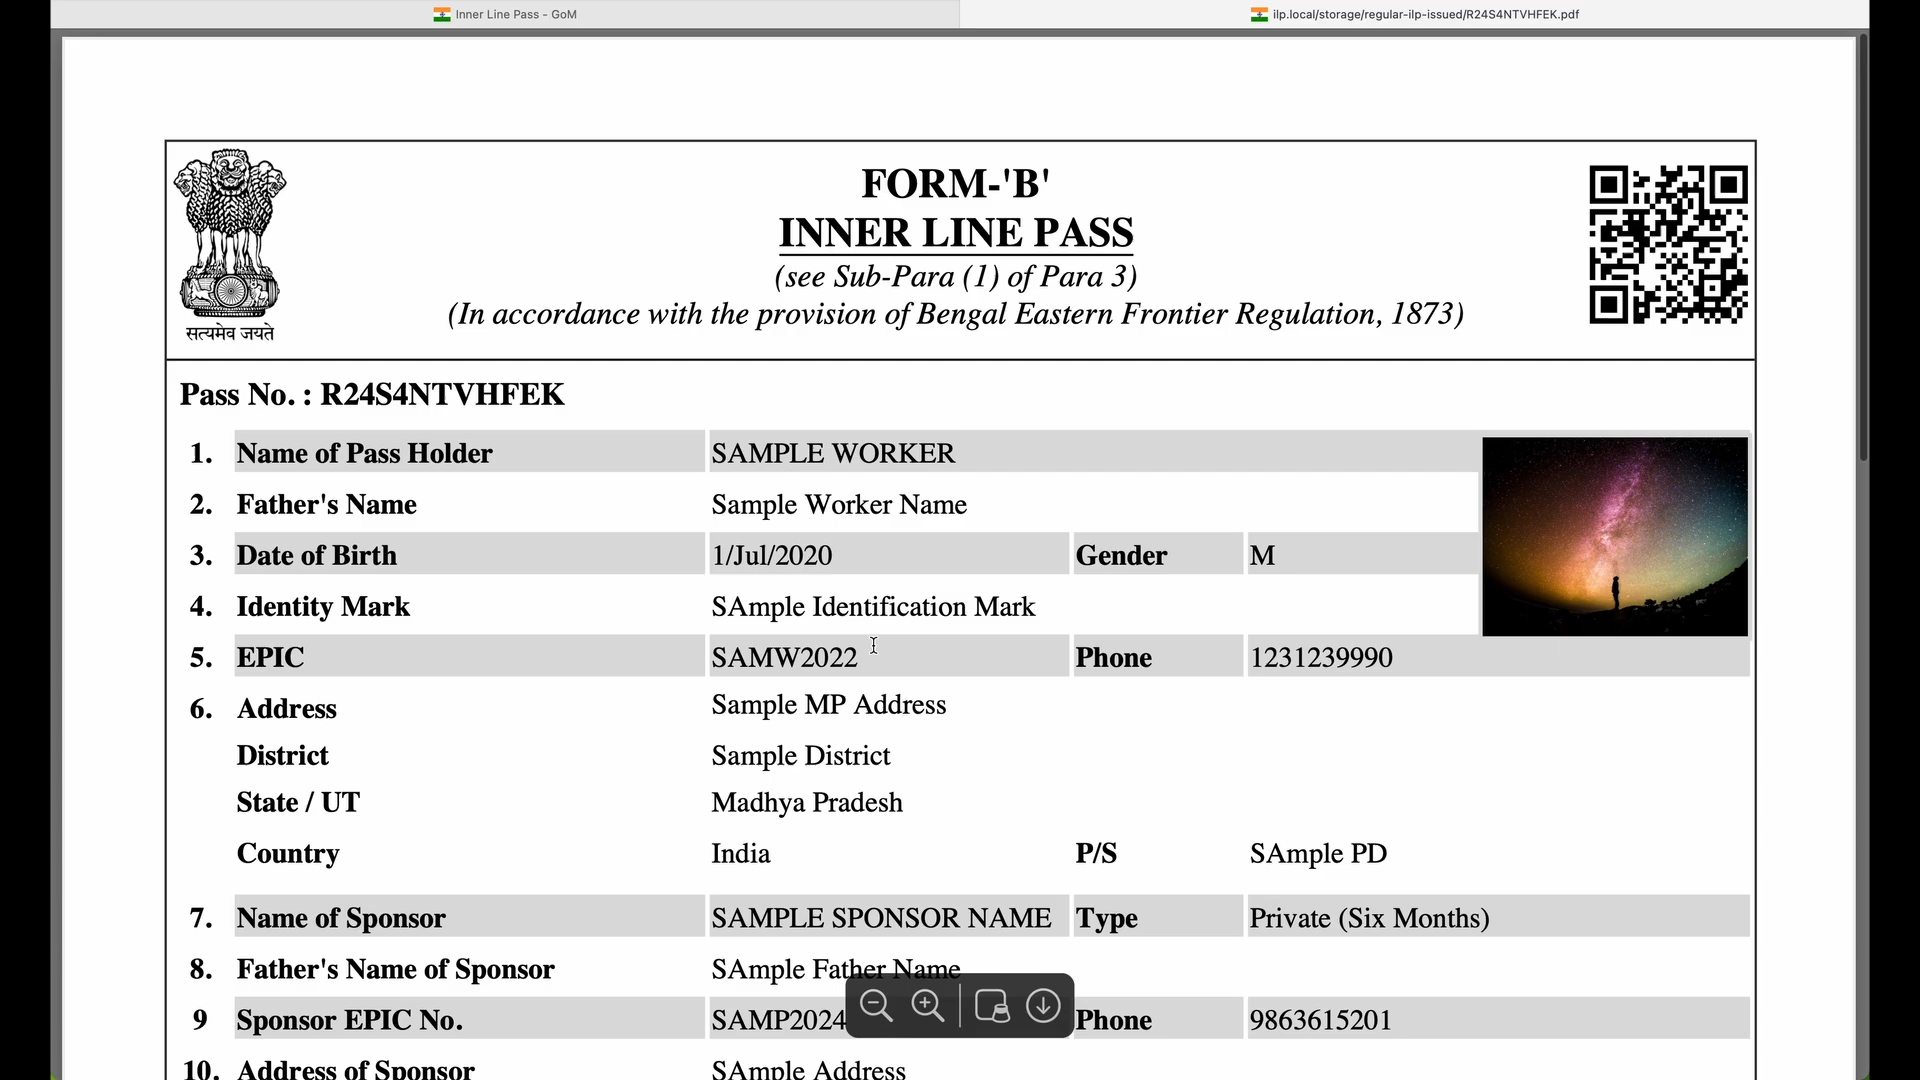 Inner Line Pass - GoM
ilp.local/storage/regular-ilp-issued/R24S4NTVHFEK.pdf
FORM-'B'
INNER LINE PASS
(see Sub-Para (1) of Para 3)
(In accordance with the provision of Bengal Eastern Frontier Regulation, 1873)
सत्यमेव जयते
Pass No. : R24S4NTVHFEK
1. Name of Pass Holder SAMPLE WORKER
2. Father's Name Sample Worker Name
3. Date of Birth 1/Jul/2020 Gender M
4. Identity Mark SAmple Identification Mark
5. EPIC SAMW2022 Phone 1231239990
6. Address Sample MP Address
District Sample District
State / UT Madhya Pradesh
Country India P/S SAmple PD
7. Name of Sponsor SAMPLE SPONSOR NAME Type Private (Six Months)
8. Father's Name of Sponsor SAmple Father Name
9 Sponsor EPIC No. SAMP2024 Phone 9863615201
10. Address of Sponsor SAmple Address